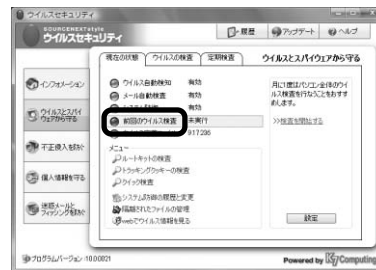 ウイルスセキュリティ
SOURCENEXTstyle
ウイルスセキュリティ
履歴
アップデート
ヘルプ
現在の状態
ウイルスの検査
定期検査
ウイルスとスパイウェアから守る
インフォメーション
ウイルスとスパイ
ウェアから守る
不正侵入を防ぐ
個人情報を守る
迷惑メールと
フィッシングを防ぐ
ウイルス自動検知 有効
メール自動検査 有効
有効
前回のウイルス検査 未実行
月に1度はパソコン全体のウイ
ルス検査を行なうことをおすす
めします。
>>検査を開始する
メニュー
ルートキットの検査
トラッキングクッキーの検査
クイック検査
システム防御の履歴と変更
隔離されたファイルの管理
webでウイルス情報を見る
設定
プログラムバージョン:10.0.0021
Powered by K7Computing